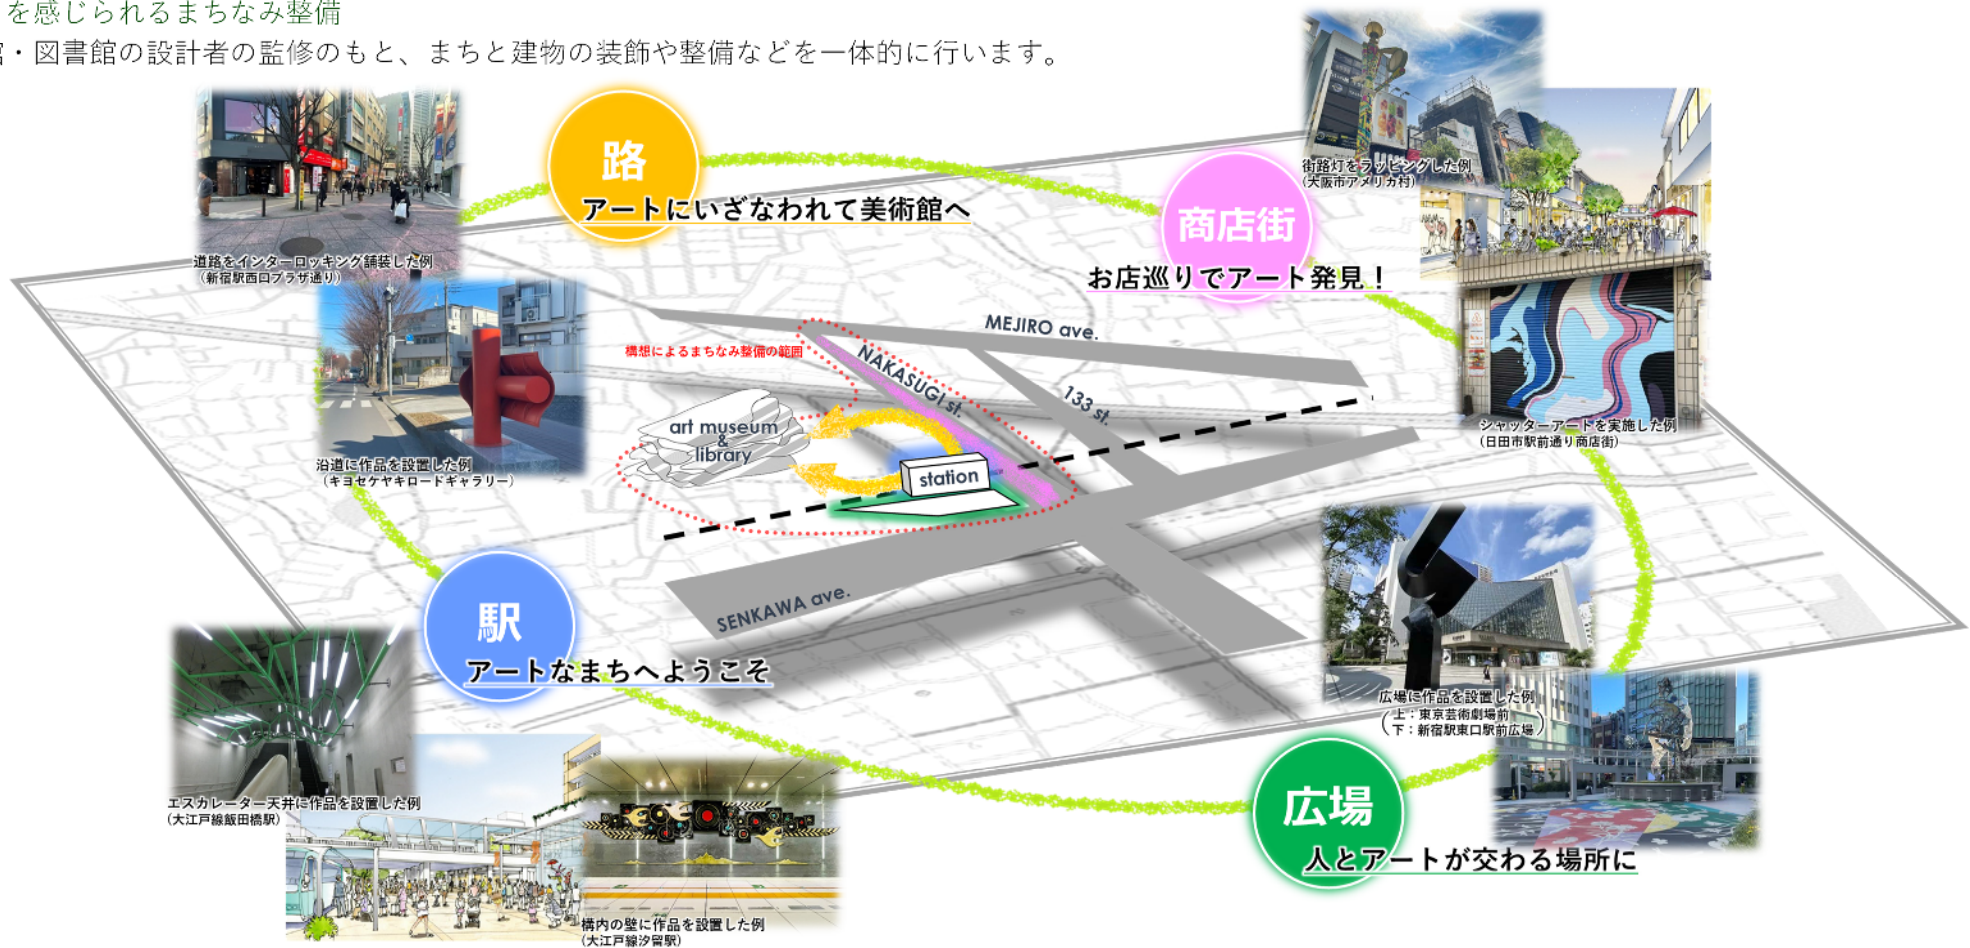 を感じられるまちなみ整備
・図書館の設計者の監修のもと、まちと建物の装飾や整備などを一体的に行います。
路
アートにいざなわれて美術館へ
商店街
お店巡りでアート発見！
街路灯をラッピングした例
(大阪市アメリカ村)
道路をインターロッキング舗装した例
(新宿駅西口プラザ通り)
構想によるまちなみ整備の範囲
MEJIRO ave.
NAKASUGI st.
133 st.
art museum
&
library
station
SENKAWA ave.
シャッターアートを実施した例
(日田市駅前通り商店街)
沿道に作品を設置した例
(キヨセケヤキロードギャラリー)
駅
アートなまちへようこそ
広場に作品を設置した例
(上：東京芸術劇場前
下：新宿駅東口駅前広場)
エスカレーター天井に作品を設置した例
(大江戸線飯田橋駅)
広場
人とアートが交わる場所に
構内の壁に作品を設置した例
(大江戸線汐留駅)